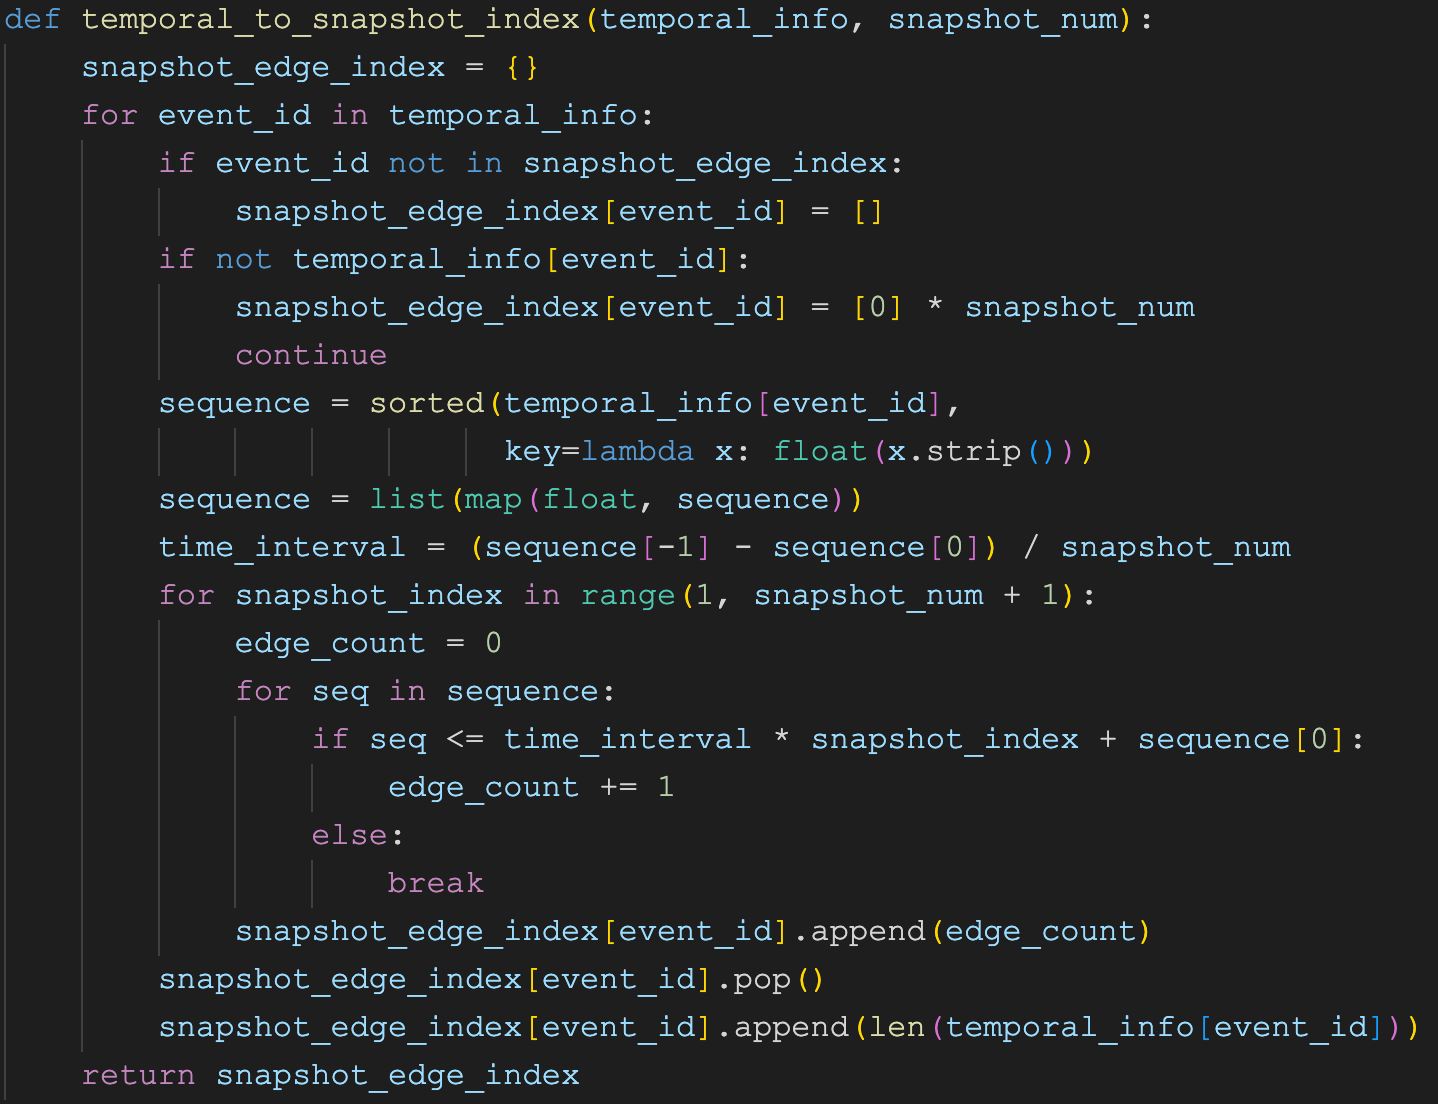 def temporal_to_snapshot_index(temporal_info, snapshot_num):
    snapshot_edge_index = {}
    for event_id in temporal_info:
        if event_id not in snapshot_edge_index:
            snapshot_edge_index[event_id] = []
        if not temporal_info[event_id]:
            snapshot_edge_index[event_id] = [0] * snapshot_num
            continue
        sequence = sorted(temporal_info[event_id],
                          key=lambda x: float(x.strip()))
        sequence = list(map(float, sequence))
        time_interval = (sequence[-1] - sequence[0]) / snapshot_num
        for snapshot_index in range(1, snapshot_num + 1):
            edge_count = 0
            for seq in sequence:
                if seq <= time_interval * snapshot_index + sequence[0]:
                    edge_count += 1
                else:
                    break
            snapshot_edge_index[event_id].append(edge_count)
        snapshot_edge_index[event_id].pop()
        snapshot_edge_index[event_id].append(len(temporal_info[event_id]))
    return snapshot_edge_index